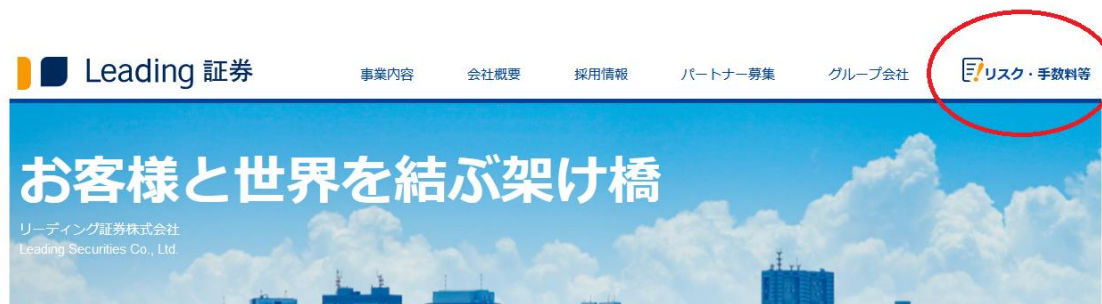 Leading 証券
事業内容 会社概要 採用情報 パートナー募集 グループ会社 リスク・手数料等
お客様と世界を結ぶ架け橋
リーディング証券株式会社
Leading Securities Co., Ltd.